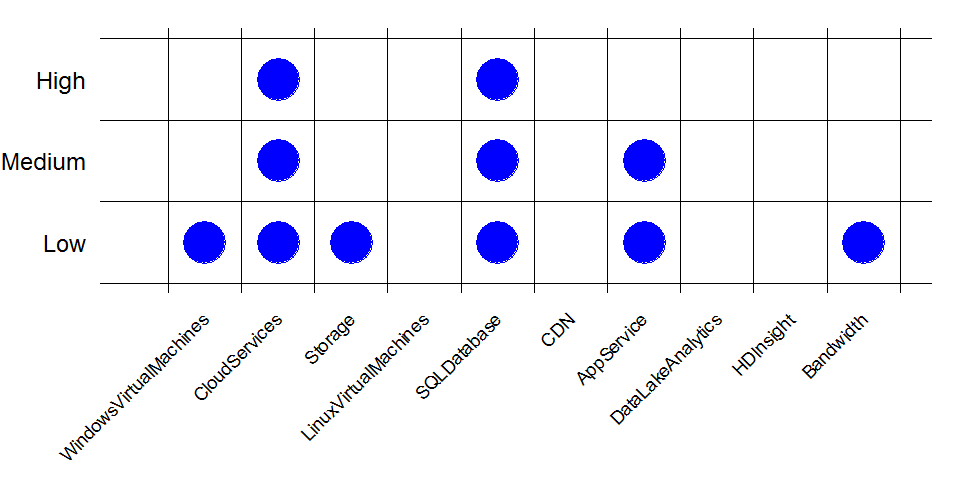 High
Medium
Low
WindowsVirtualMachines
CloudServices
Storage
LinuxVirtualMachines
SQLDatabase
CDN
AppService
DataLakeAnalytics
HDInsight
Bandwidth